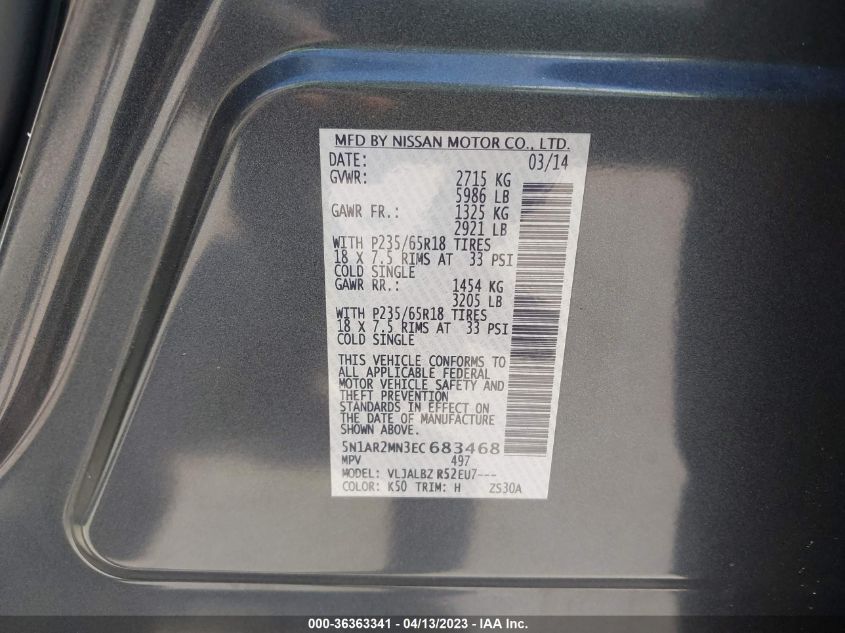 MFD BY NISSAN MOTOR CO., LTD.
DATE: 03/14
GVWR: 2715 KG
5986 LB
GAWR FR.: 1325 KG
2921 LB
WITH P235/65R18 TIRES
18 X 7.5 RIMS AT 33 PSI
COLD SINGLE
GAWR RR.: 1454 KG
3205 LB
WITH P235/65R18 TIRES
18 X 7.5 RIMS AT 33 PSI
COLD SINGLE
THIS VEHICLE CONFORMS TO
ALL APPLICABLE FEDERAL
MOTOR VEHICLE SAFETY AND
THEFT PREVENTION
STANDARDS IN EFFECT ON
THE DATE OF MANUFACTURE
SHOWN ABOVE.
5N1AR2MN3EC683468
MPV 497
MODEL: VLJALBZ R52EU7---
COLOR: K50 TRIM: H ZS30A
000-36363341 - 04/13/2023 - IAA Inc.